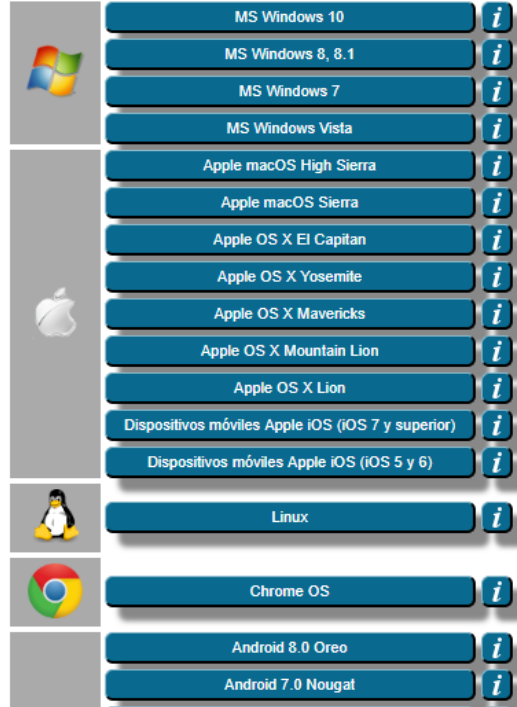 MS Windows 10
i
MS Windows 8, 8.1
i
MS Windows 7
i
MS Windows Vista
i
Apple macOS High Sierra
i
Apple macOS Sierra
i
Apple OS X El Capitan
i
Apple OS X Yosemite
i
Apple OS X Mavericks
i
Apple OS X Mountain Lion
i
Apple OS X Lion
i
Dispositivos móviles Apple iOS (iOS 7 y superior)
i
Dispositivos móviles Apple iOS (iOS 5 y 6)
i
Linux
i
Chrome OS
i
Android 8.0 Oreo
i
Android 7.0 Nougat
i